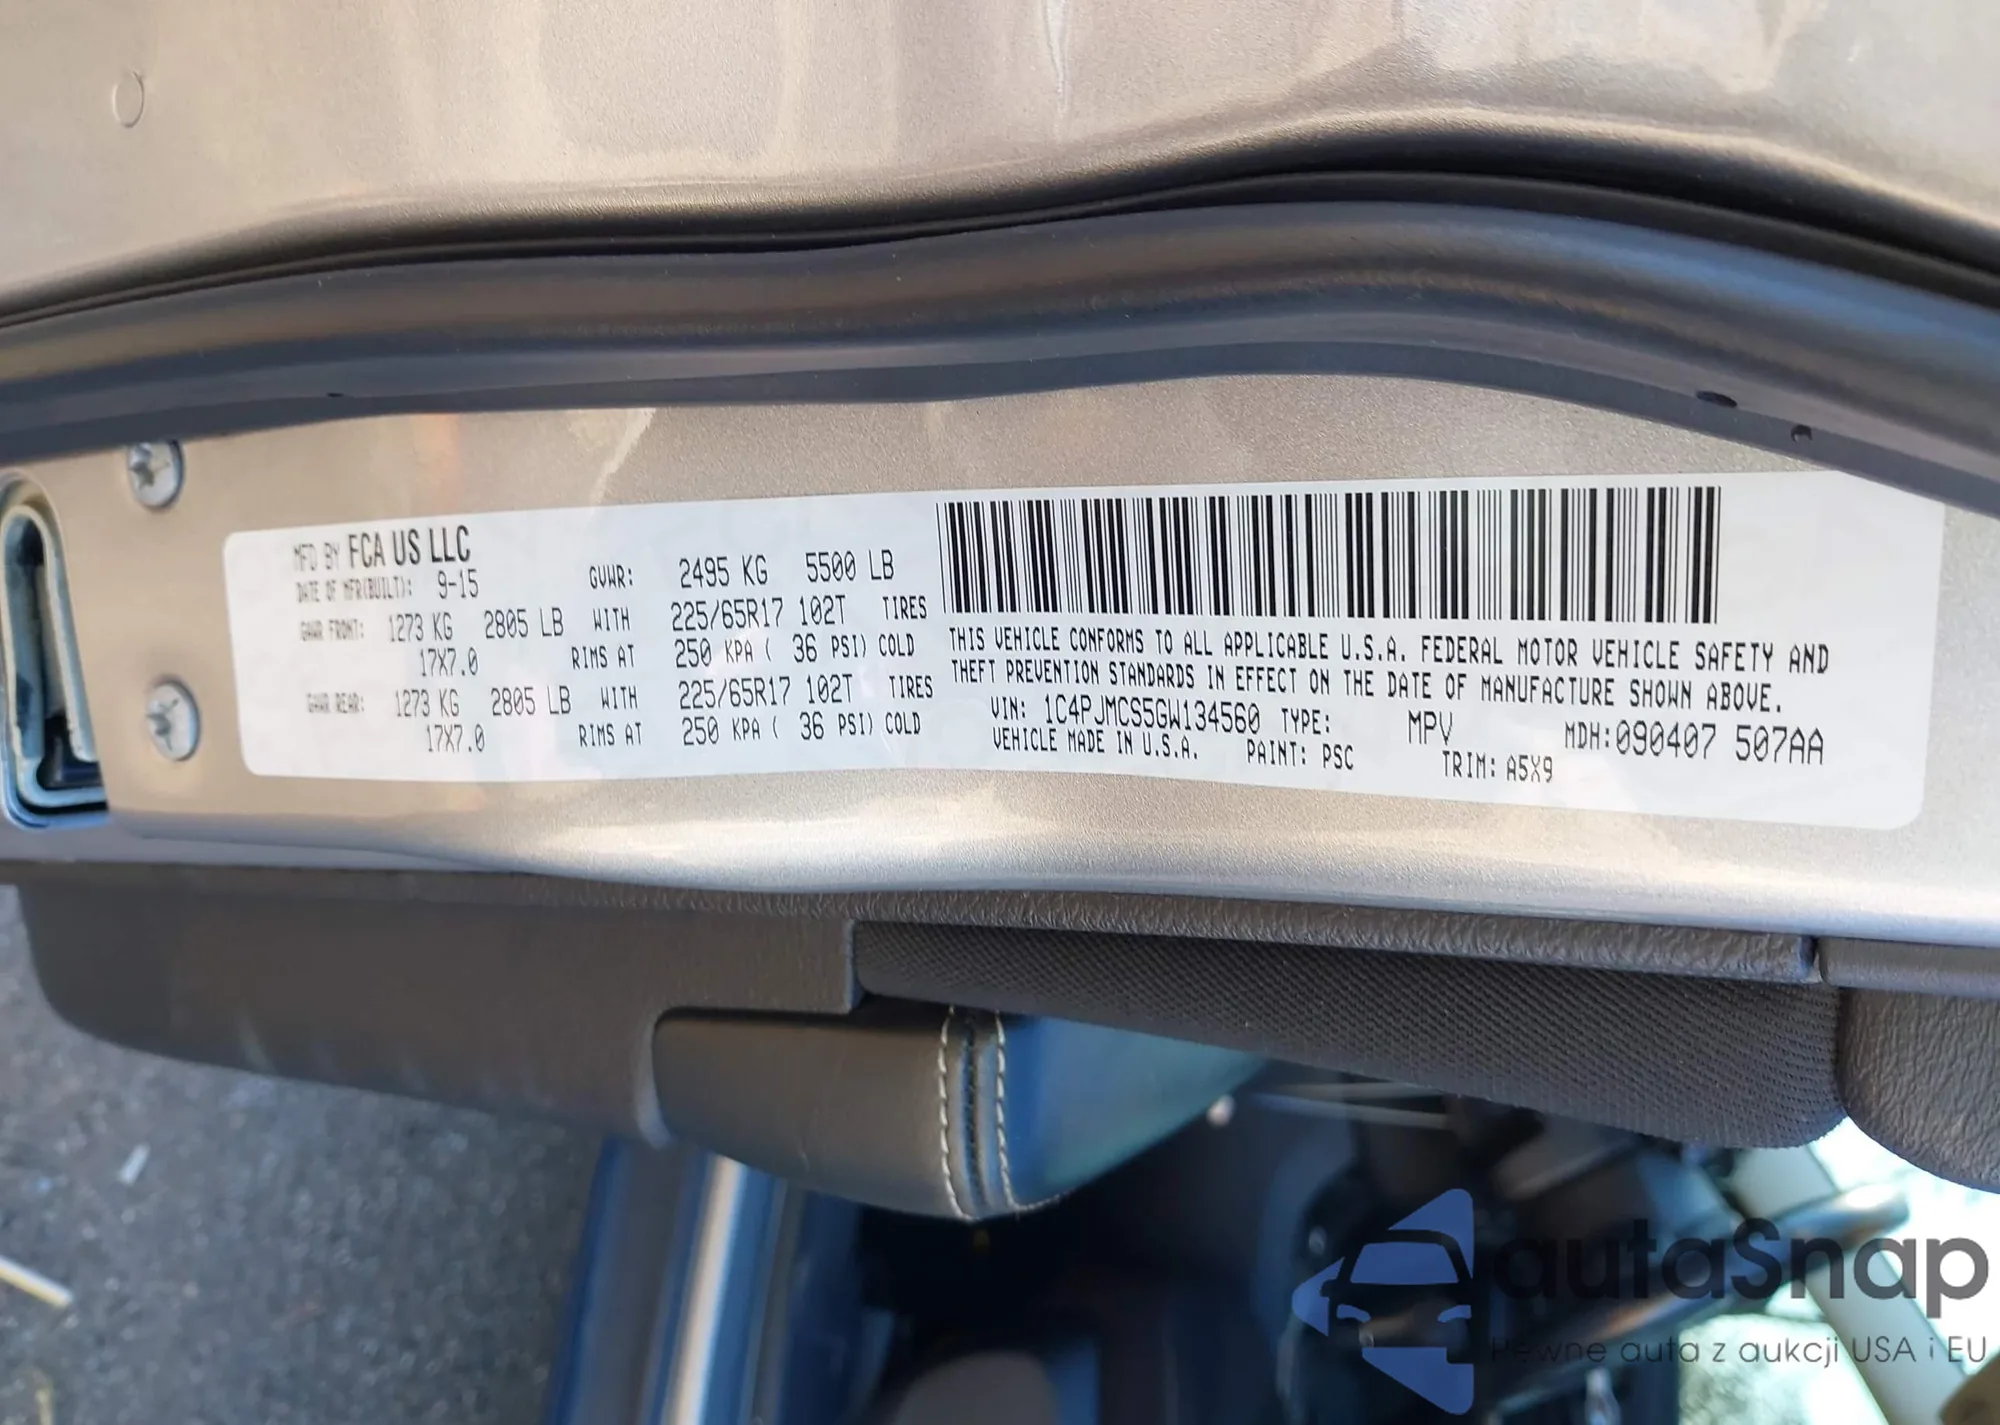 MFD BY FCA US LLC
DATE OF MFR(BUILT): 9-15 GVWR: 2495 KG 5500 LB
GAWR FRONT: 1273 KG 2805 LB WITH 225/65R17 102T TIRES
17X7.0 RIMS AT 250 KPA ( 36 PSI) COLD
GAWR REAR: 1273 KG 2805 LB WITH 225/65R17 102T TIRES
17X7.0 RIMS AT 250 KPA ( 36 PSI) COLD
THIS VEHICLE CONFORMS TO ALL APPLICABLE U.S.A. FEDERAL MOTOR VEHICLE SAFETY AND
THEFT PREVENTION STANDARDS IN EFFECT ON THE DATE OF MANUFACTURE SHOWN ABOVE.
VIN: 1C4PJMCS5GW134560 TYPE: MPV MDH:090407 507AA
VEHICLE MADE IN U.S.A. PAINT: PSC TRIM: A5X9
autaSnap
Pewne auta z aukcji USA i EU